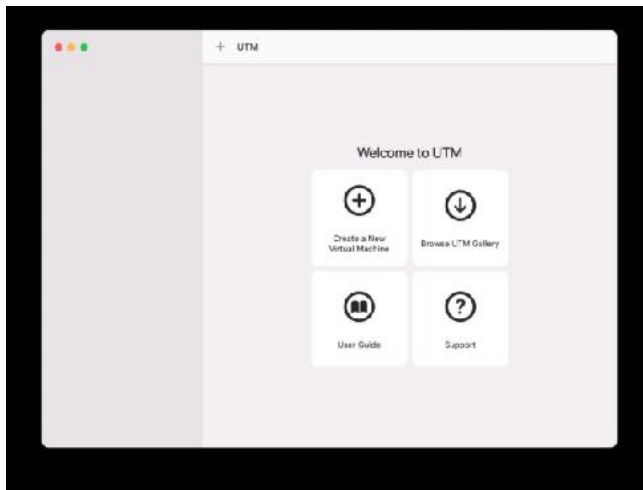 UTM
Welcome to UTM
Create a New
Virtual Machine
Browse UTM Gallery
User Guide
Support